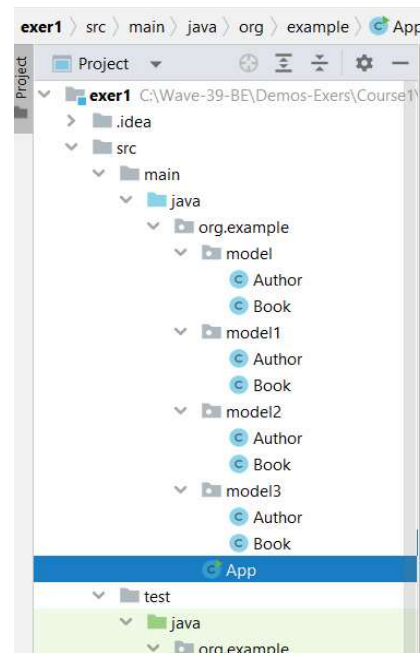 exer1 〉 src 〉 main 〉 java 〉 org 〉 example 〉 App
Project
Project
exer1 C:\Wave-39-BE\Demos-Exers\Course1\
.idea
src
main
java
org.example
model
Author
Book
model1
Author
Book
model2
Author
Book
model3
Author
Book
App
test
java
org.example